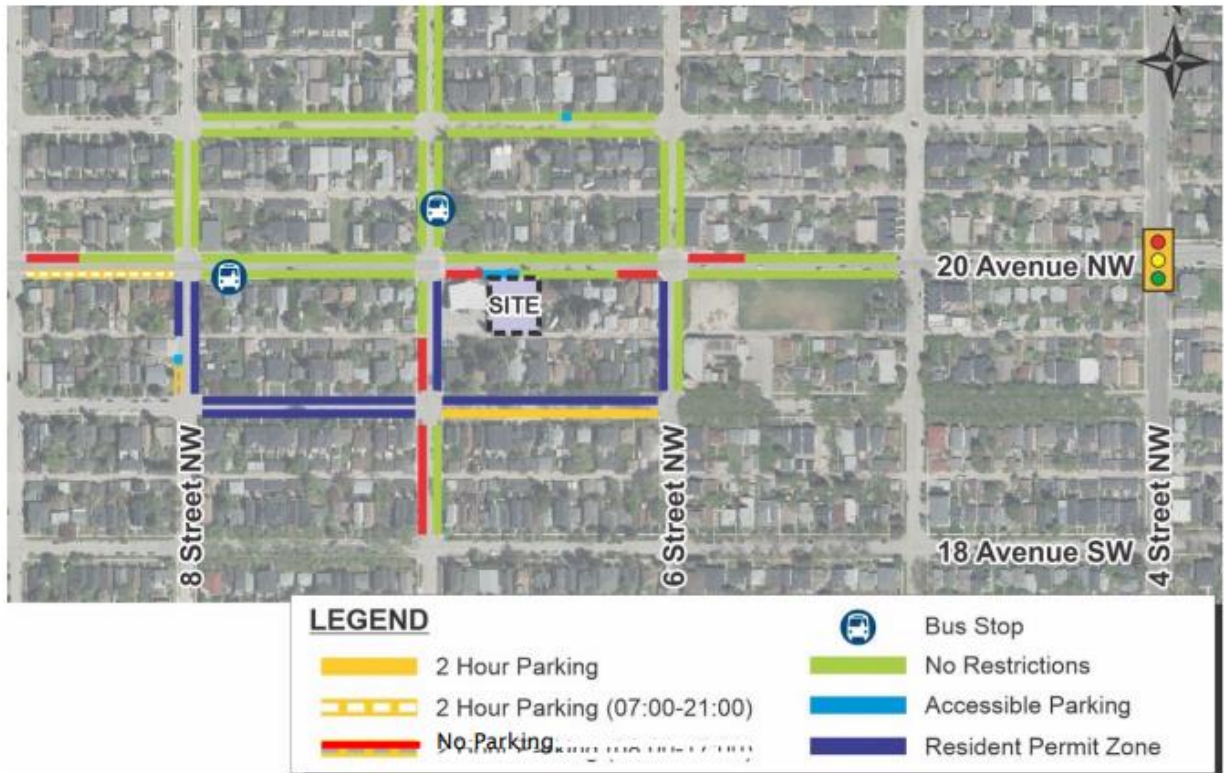 20 Avenue NW
SITE
8 Street NW
6 Street NW
4 Street NW
18 Avenue SW
LEGEND
2 Hour Parking
2 Hour Parking (07:00-21:00)
No Parking
Bus Stop
No Restrictions
Accessible Parking
Resident Permit Zone